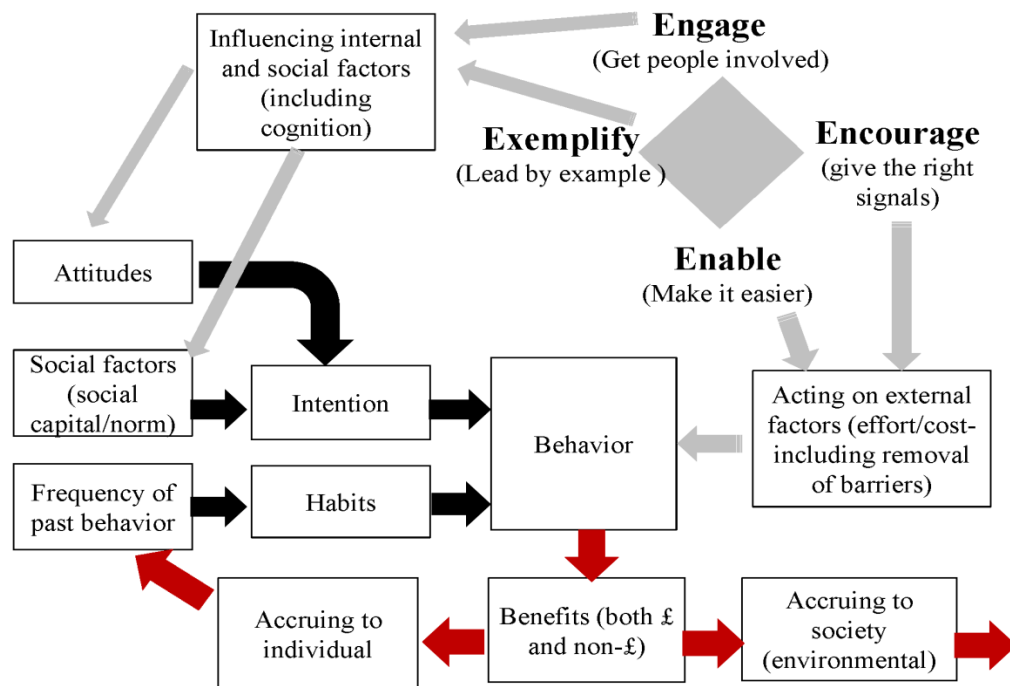 Influencing internal
and social factors
(including
cognition)
Engage
(Get people involved)
Exemplify
(Lead by example )
Encourage
(give the right
signals)
Enable
(Make it easier)
Attitudes
Social factors
(social
capital/norm)
Intention
Behavior
Acting on external
factors (effort/cost-
including removal
of barriers)
Frequency of
past behavior
Habits
Accruing to
individual
Benefits (both £
and non-£)
Accruing to
society
(environmental)